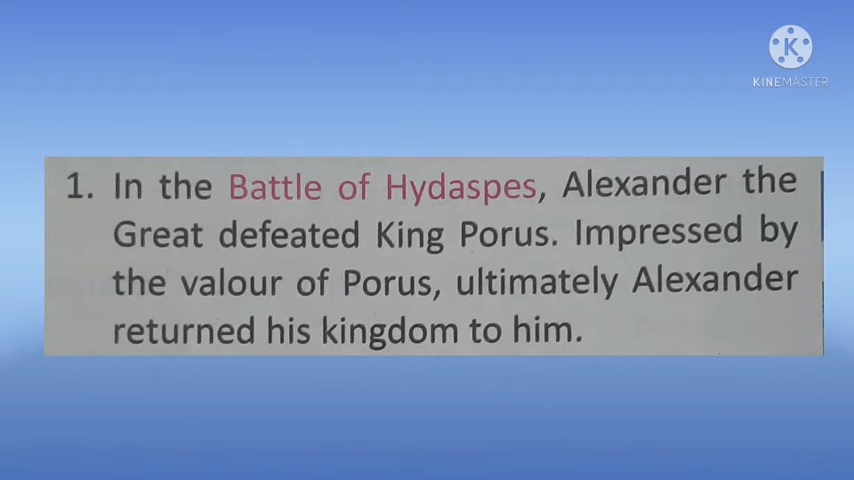 KINEMASTER
1. In the Battle of Hydaspes, Alexander the
Great defeated King Porus. Impressed by
the valour of Porus, ultimately Alexander
returned his kingdom to him.